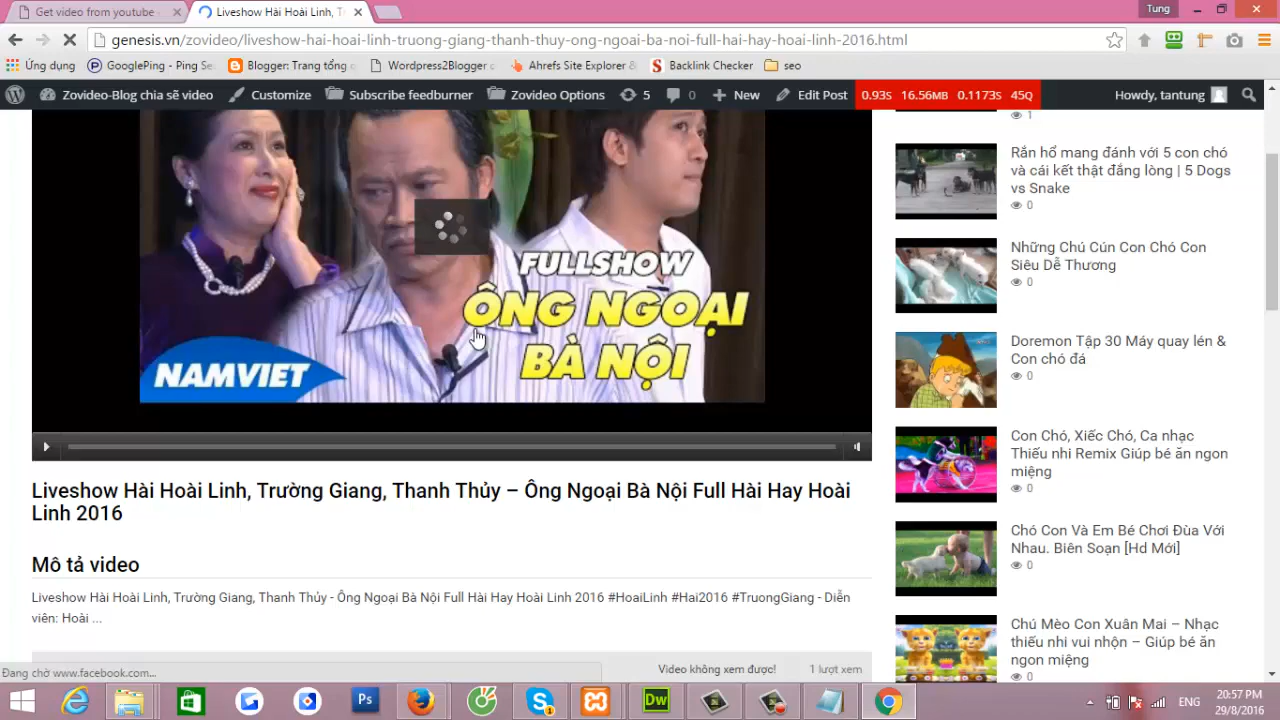 Get video from youtube
Liveshow Hài Hoài Linh, T
Tung
genesis.vn/zovideo/liveshow-hai-hoai-linh-truong-giang-thanh-thuy-ong-ngoai-ba-noi-full-hai-hay-hoai-linh-2016.html
Ứng dụng
GooglePing - Ping Se
Blogger: Trang tổng
Wordpress2Blogger
Ahrefs Site Explorer &
Backlink Checker
seo
Zovideo-Blog chia sẽ video
Customize
Subscribe feedburner
Zovideo Options
5
0
New
Edit Post
0.93S 16.56MB 0.1173S 45Q
Howdy, tantung
FULLSHOW
ÔNG NGOẠI
BÀ NỘI
NAMVIET
Liveshow Hài Hoài Linh, Trường Giang, Thanh Thủy – Ông Ngoại Bà Nội Full Hài Hay Hoài
Linh 2016
Mô tả video
Liveshow Hài Hoài Linh, Trường Giang, Thanh Thủy - Ông Ngoại Bà Nội Full Hài Hay Hoài Linh 2016 #HoaiLinh #Hai2016 #TruongGiang - Diễn
viên: Hoài ...
Video không xem được!
1 lượt xem
1
Rắn hổ mang đánh với 5 con chó
và cái kết thật đắng lòng | 5 Dogs
vs Snake
0
Những Chú Cún Con Chó Con
Siêu Dễ Thương
0
Doremon Tập 30 Máy quay lén &
Con chó đá
0
Con Chó, Xiếc Chó, Ca nhạc
Thiếu nhi Remix Giúp bé ăn ngon
miệng
0
Chó Con Và Em Bé Chơi Đùa Với
Nhau. Biên Soạn [Hd Mới]
0
Chú Mèo Con Xuân Mai – Nhạc
thiếu nhi vui nhộn – Giúp bé ăn
ngon miệng
0
Đang chờ www.facebook.com...
Ps
Dw
1
ENG
20:57 PM
29/8/2016